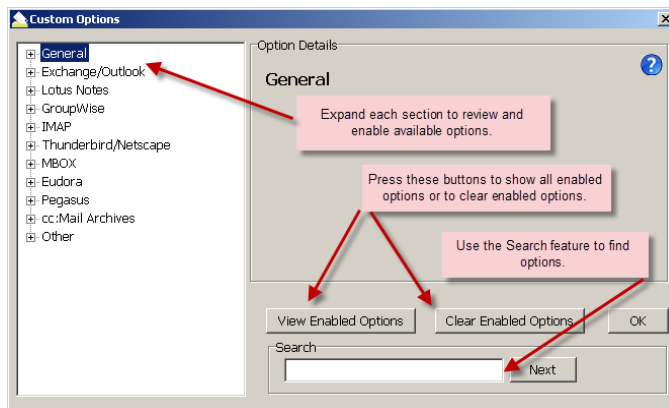 Custom Options
General
Exchange/Outlook
Lotus Notes
GroupWise
IMAP
Thunderbird/Netscape
MBOX
Eudora
Pegasus
cc:Mail Archives
Other
Option Details
General
Expand each section to review and
enable available options.
Press these buttons to show all enabled
options or to clear enabled options.
Use the Search feature to find
options.
View Enabled Options
Clear Enabled Options
OK
Search
Next